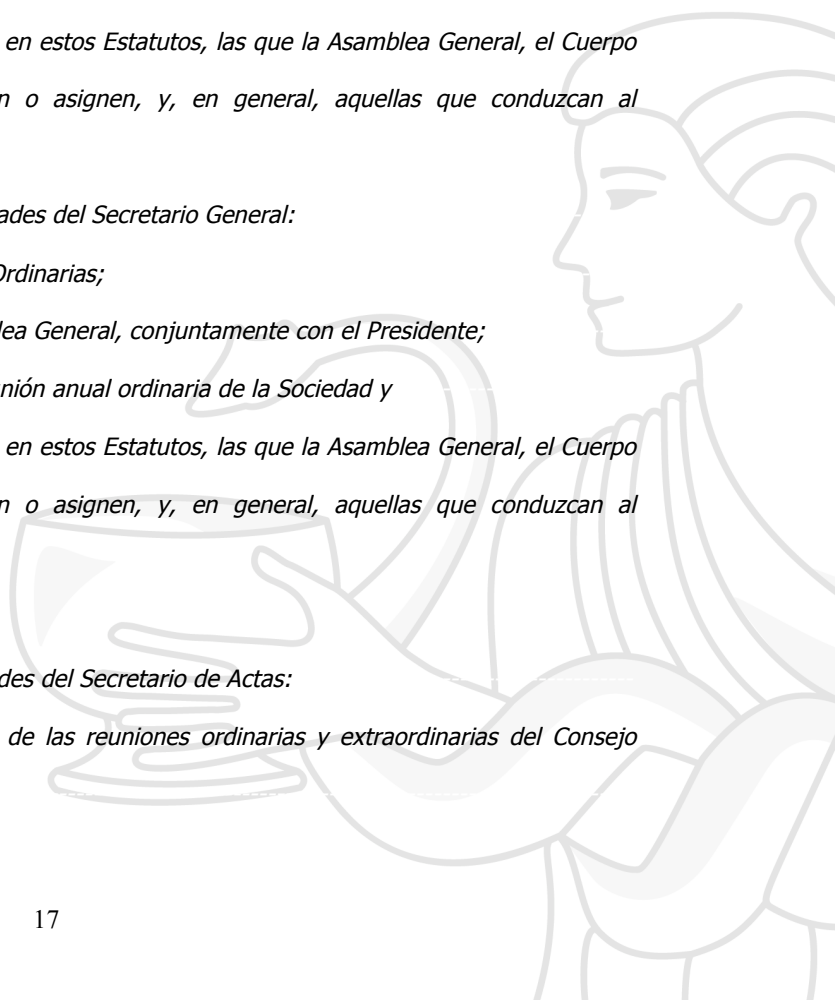 en estos Estatutos, las que la Asamblea General, el Cuerpo
n o asignen, y, en general, aquellas que conduzcan al
ades del Secretario General:
Ordinarias;
lea General, conjuntamente con el Presidente;
unión anual ordinaria de la Sociedad y
en estos Estatutos, las que la Asamblea General, el Cuerpo
n o asignen, y, en general, aquellas que conduzcan al
des del Secretario de Actas:
de las reuniones ordinarias y extraordinarias del Consejo
17